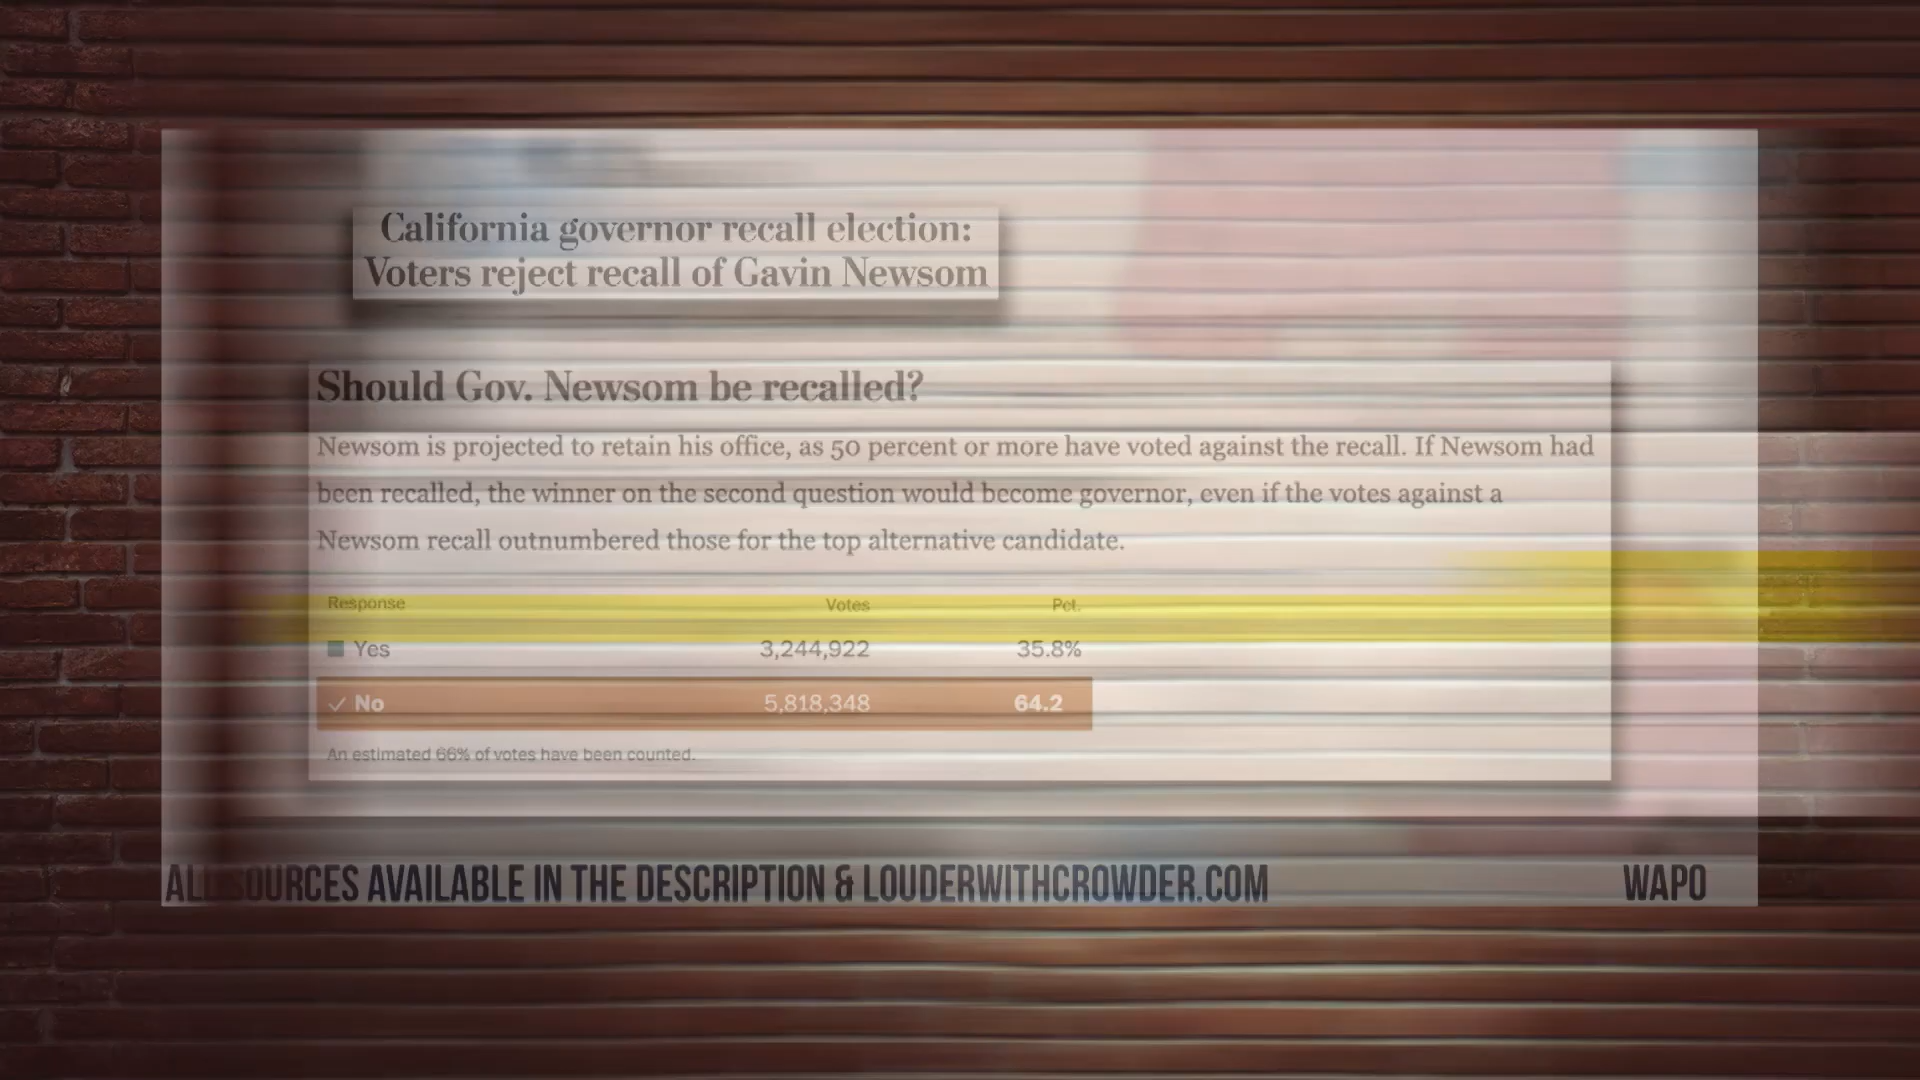 California governor recall election:
Voters reject recall of Gavin Newsom
Should Gov. Newsom be recalled?
Newsom is projected to retain his office, as 50 percent or more have voted against the recall. If Newsom had
been recalled, the winner on the second question would become governor, even if the votes against a
Newsom recall outnumbered those for the top alternative candidate.
Response Votes Pct.
Yes 3,244,922 35.8%
✓ No 5,818,348 64.2
An estimated 66% of votes have been counted.
ALL SOURCES AVAILABLE IN THE DESCRIPTION & LOUDERWITHCROWDER.COM WAPO